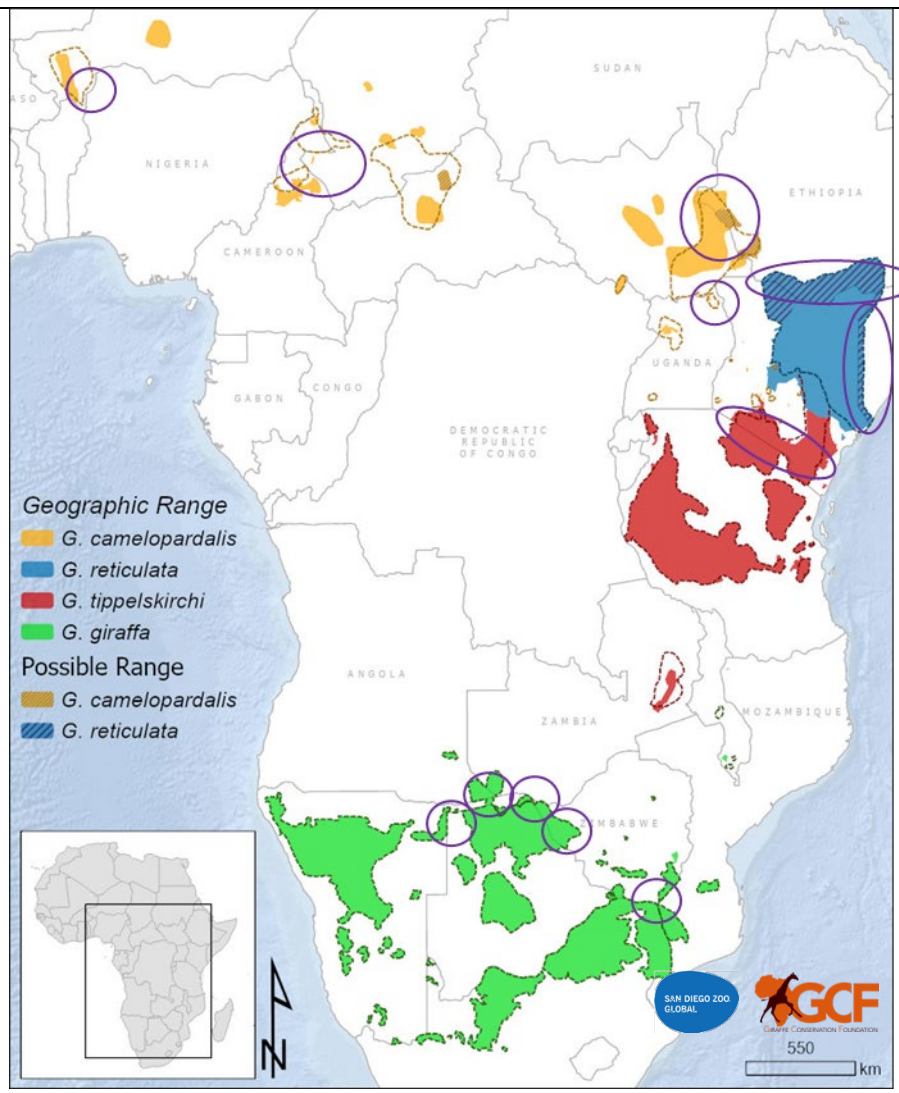 SUDAN
ASO
NIGERIA
ETHIOPIA
CAMEROON
UGANDA
GABON
CONGO
DEMOCRATIC
REPUBLIC
OF CONGO
Geographic Range
G. camelopardalis
G. reticulata
G. tippelskirchi
G. giraffa
Possible Range
G. camelopardalis
G. reticulata
ANGOLA
ZAMBIA
MOZAMBIQUE
ZIMBABWE
N
SAN DIEGO ZOO
GLOBAL
GCF
GIRAFFE CONSERVATION FOUNDATION
550
km